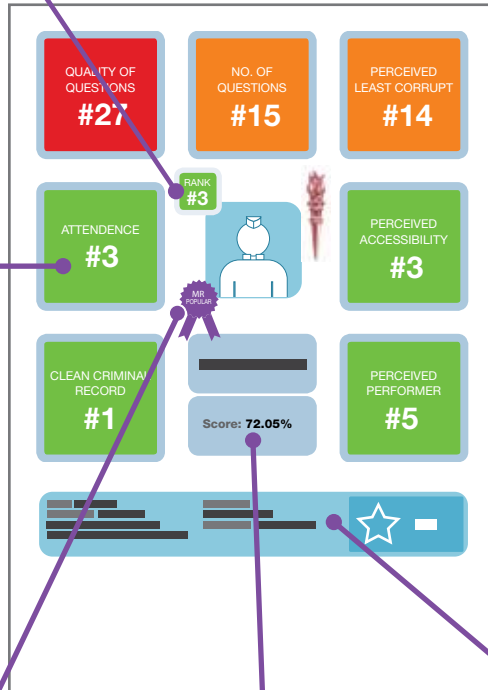 QUALITY OF
QUESTIONS
#27
NO. OF
QUESTIONS
#15
PERCEIVED
LEAST CORRUPT
#14
ATTENDENCE
#3
RANK
#3
PERCEIVED
ACCESSIBILITY
#3
MR
POPULAR
CLEAN CRIMINAL
RECORD
#1
Score: 72.05%
PERCEIVED
PERFORMER
#5